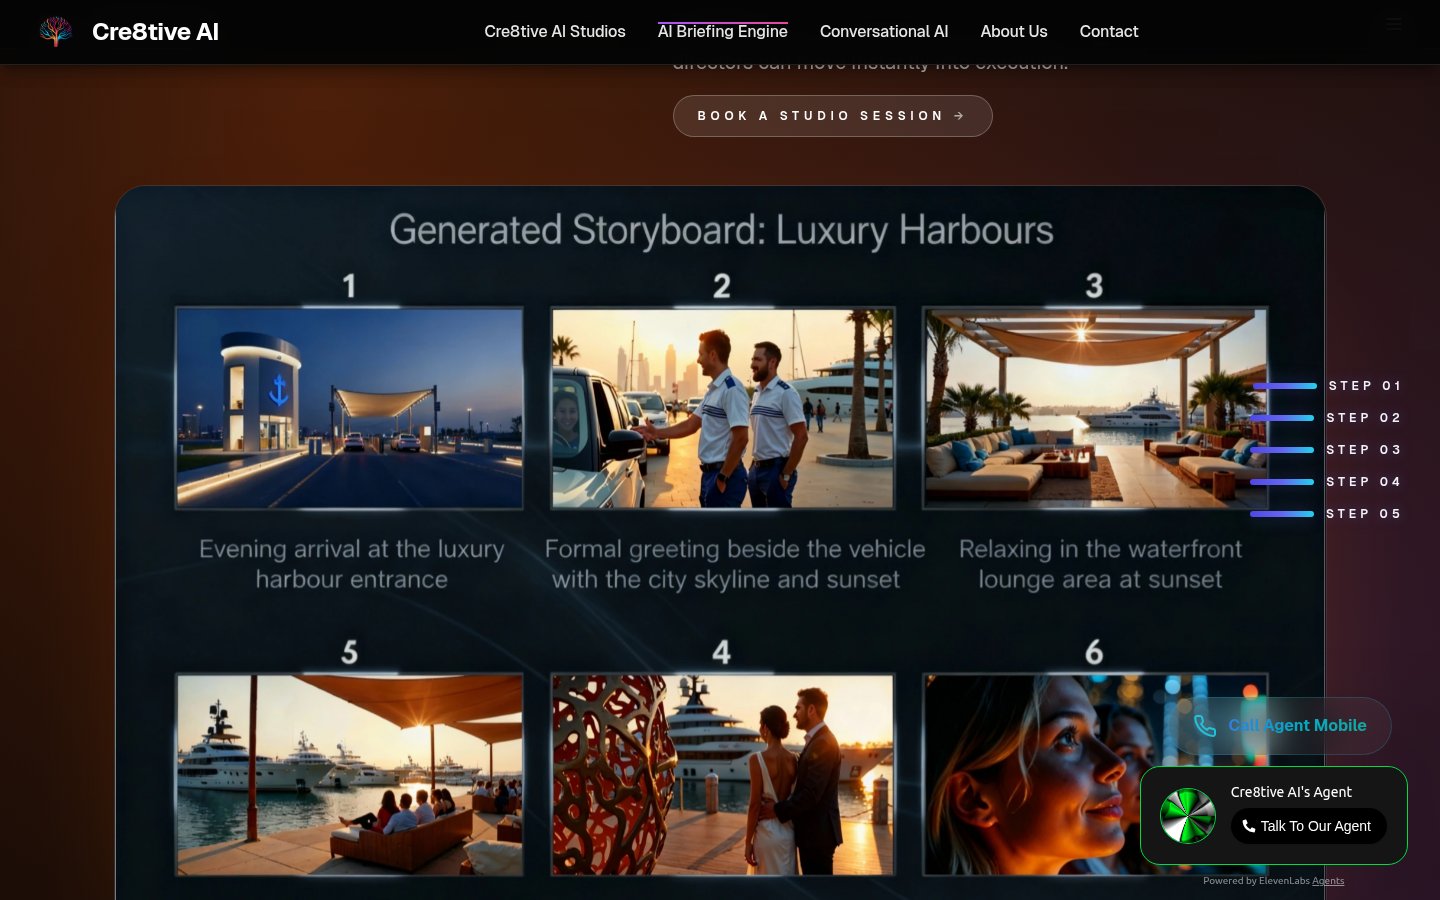 Cre8tive AI
Cre8tive AI Studios
AI Briefing Engine
Conversational AI
About Us
Contact
directors can move instantly into execution.
BOOK A STUDIO SESSION →
Generated Storyboard: Luxury Harbours
1
2
3
Evening arrival at the luxury
harbour entrance
Formal greeting beside the vehicle
with the city skyline and sunset
Relaxing in the waterfront
lounge area at sunset
STEP 01
STEP 02
STEP 03
STEP 04
STEP 05
5
4
6
Call Agent Mobile
Cre8tive AI's Agent
Talk To Our Agent
Powered by ElevenLabs Agents